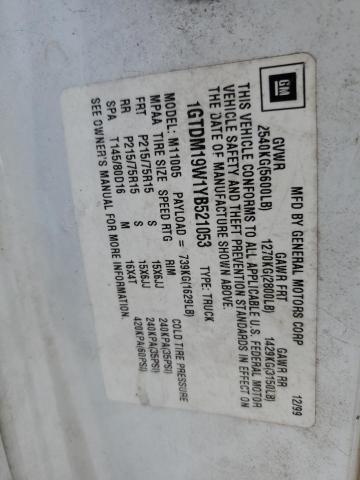 GM
MFD BY GENERAL MOTORS CORP 12/99
GVWR GAWR FRT GAWR RR
2540KG(5600LB) 1270KG(2800LB) 1429KG(3150LB)
THIS VEHICLE CONFORMS TO ALL APPLICABLE U.S. FEDERAL MOTOR
VEHICLE SAFETY AND THEFT PREVENTION STANDARDS IN EFFECT ON
THE DATE OF MANUFACTURE SHOWN ABOVE.
1GTDM19W1YB521053 TYPE: TRUCK
MODEL: M11005 PAYLOAD = 739KG(1629LB)
MPAA TIRE SIZE SPEED RTG RIM COLD TIRE PRESSURE
FRT P215/75R15 S 15X6JJ 240KPA(35PSI)
RR P215/75R15 S 15X6JJ 240KPA(35PSI)
SPA T145/80D16 M 16X4T 420KPA(60PSI)
SEE OWNER'S MANUAL FOR MORE INFORMATION.